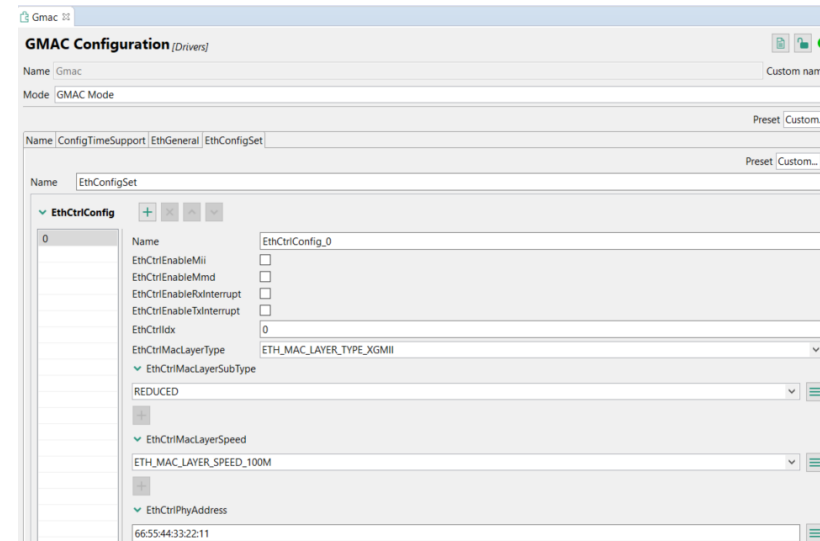 Gmac
GMAC Configuration [Drivers]
Name Gmac Custom nam
Mode GMAC Mode
Preset Custom..
Name ConfigTimeSupport EthGeneral EthConfigSet
Preset Custom...
Name EthConfigSet
EthCtrlConfig
0
Name EthCtrlConfig_0
EthCtrlEnableMii
EthCtrlEnableMmd
EthCtrlEnableRxInterrupt
EthCtrlEnableTxInterrupt
EthCtrlIdx 0
EthCtrlMacLayerType ETH_MAC_LAYER_TYPE_XGMII
EthCtrlMacLayerSubType
REDUCED
EthCtrlMacLayerSpeed
ETH_MAC_LAYER_SPEED_100M
EthCtrlPhyAddress
66:55:44:33:22:11